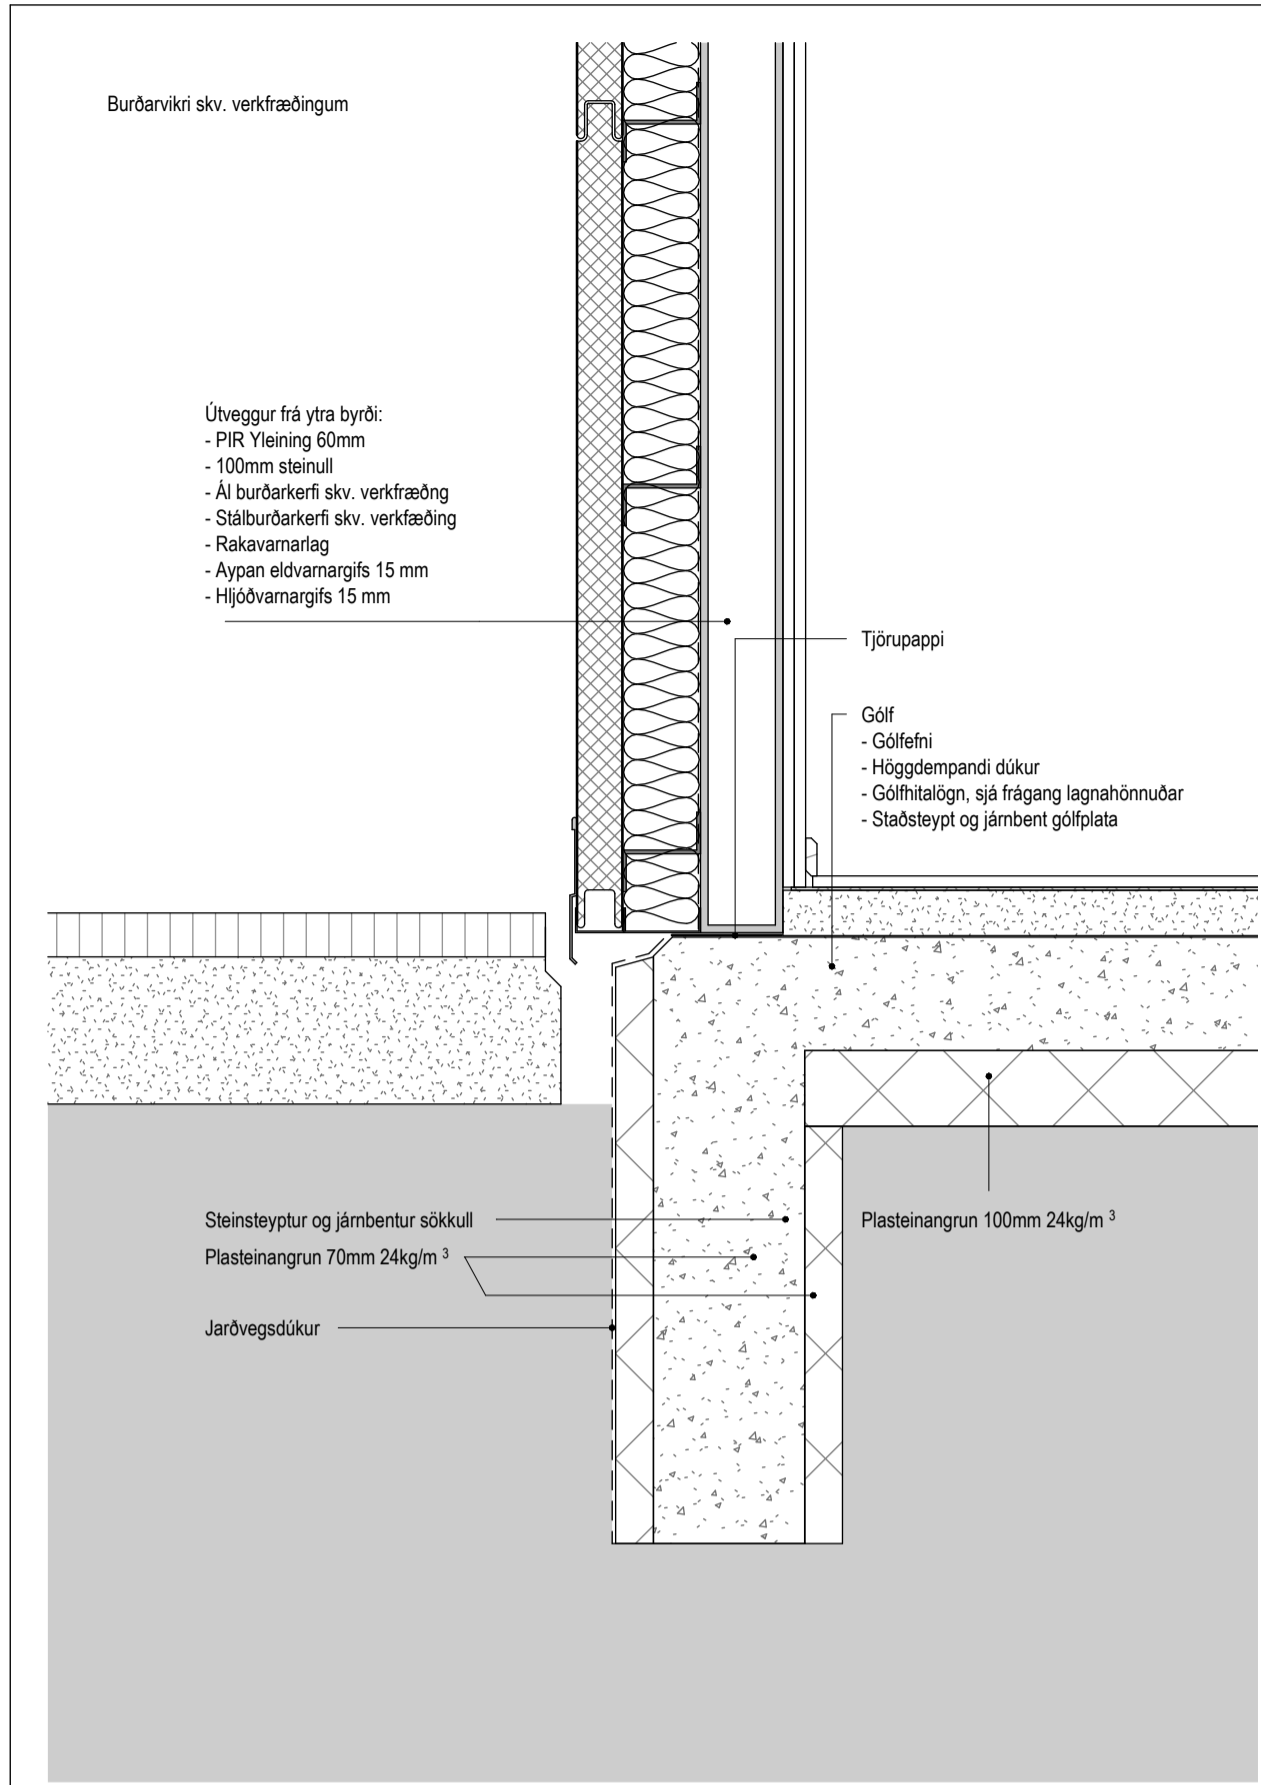 Burðarvikri skv. verkfræðingum
Útveggur frá ytra byrði:
- PIR Yleining 60mm
- 100mm steinull
- Ál burðarkerfi skv. verkfræðng
- Stálburðarkerfi skv. verkfæðing
- Rakavarnarlag
- Aypan eldvarnargifs 15 mm
- Hljóðvarnargifs 15 mm
Tjörupappi
Gólf
- Gólfefni
- Höggdempandi dúkur
- Gólfhitalögn, sjá frágang lagnahönnuðar
- Staðsteypt og járnbent gólfplata
Steinsteyptur og járnbentur sökkull
Plasteinangrun 70mm 24kg/m ³
Jarðvegsdúkur
Plasteinangrun 100mm 24kg/m ³